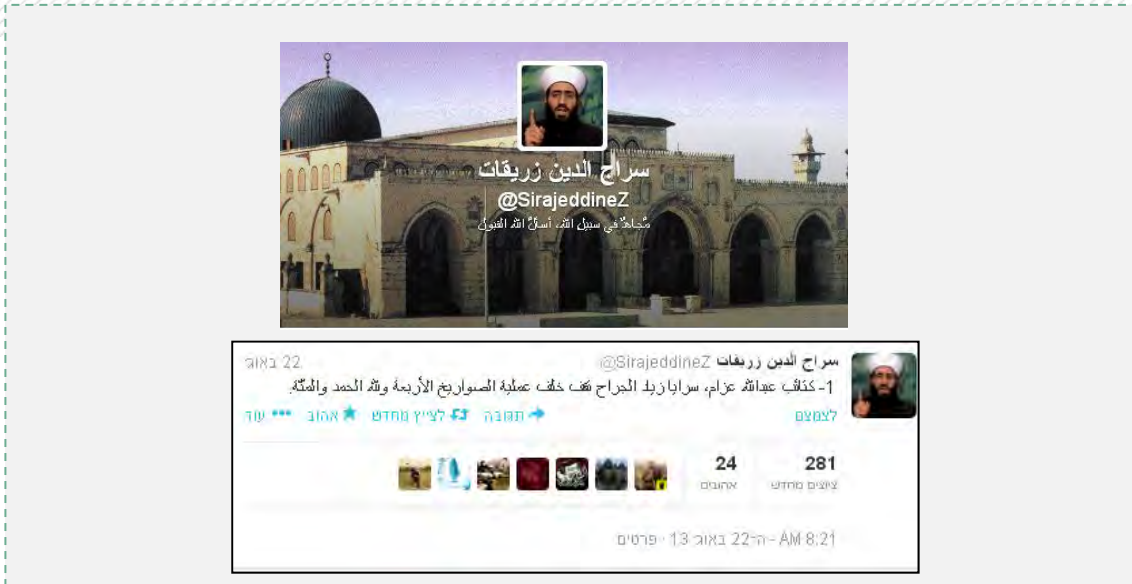 سراج الدين زريقات
@SirajeddineZ
مُجاهدٌ في سبيل الله، أسألُ الله القبول
سراج الدين زريقات @SirajeddineZ 22 באוג
1- كتائب عبدالله عزام، سرايا زياد الجراح تقف خلف عملية الصواريخ الأربعة ولله الحمد والمنّة.
לצמצם תגובה לצייץ מחדש אהוב עוד
281 24
ציוצים מחדש אהובים
8:21 AM - ה־22 באוג 13 · פרטים